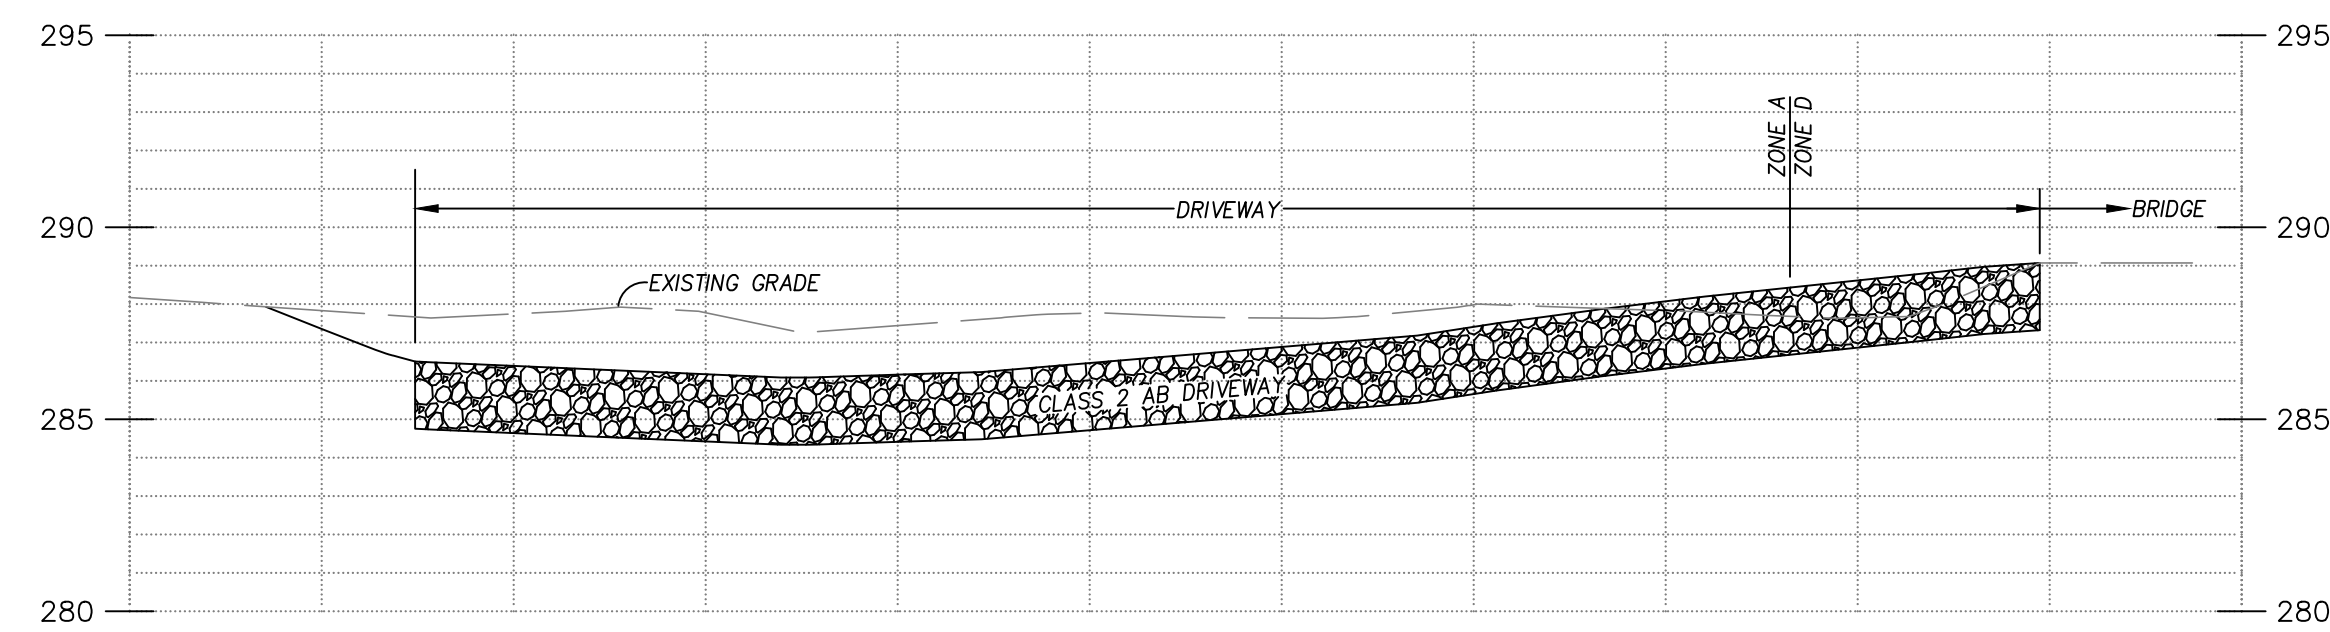 295
295
ZONE A
ZONE D
DRIVEWAY
BRIDGE
290
290
EXISTING GRADE
CLASS 2 AB DRIVEWAY
285
285
280
280